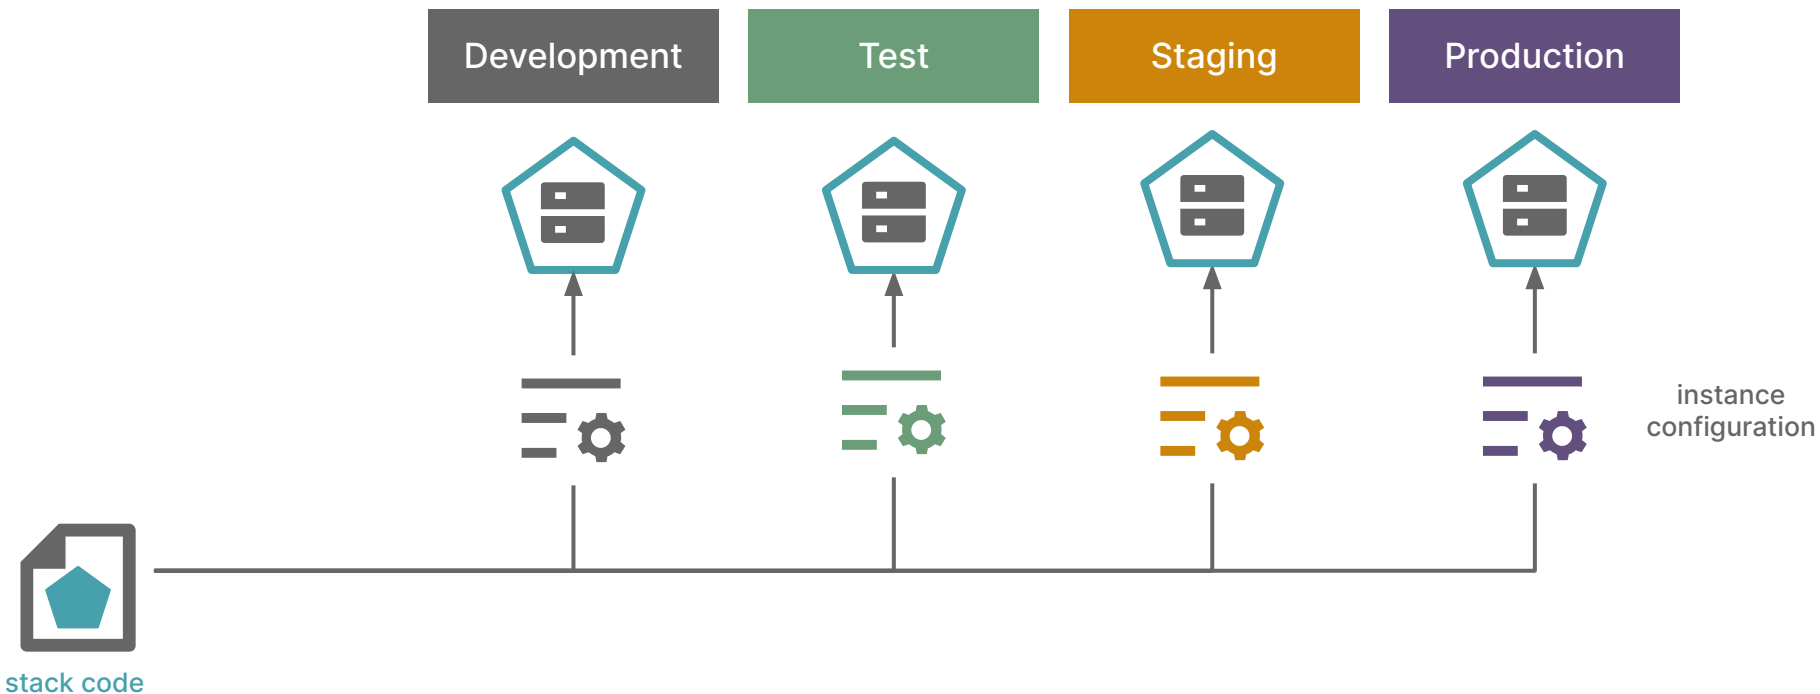 Development
Test
Staging
Production
instance
configuration
stack code